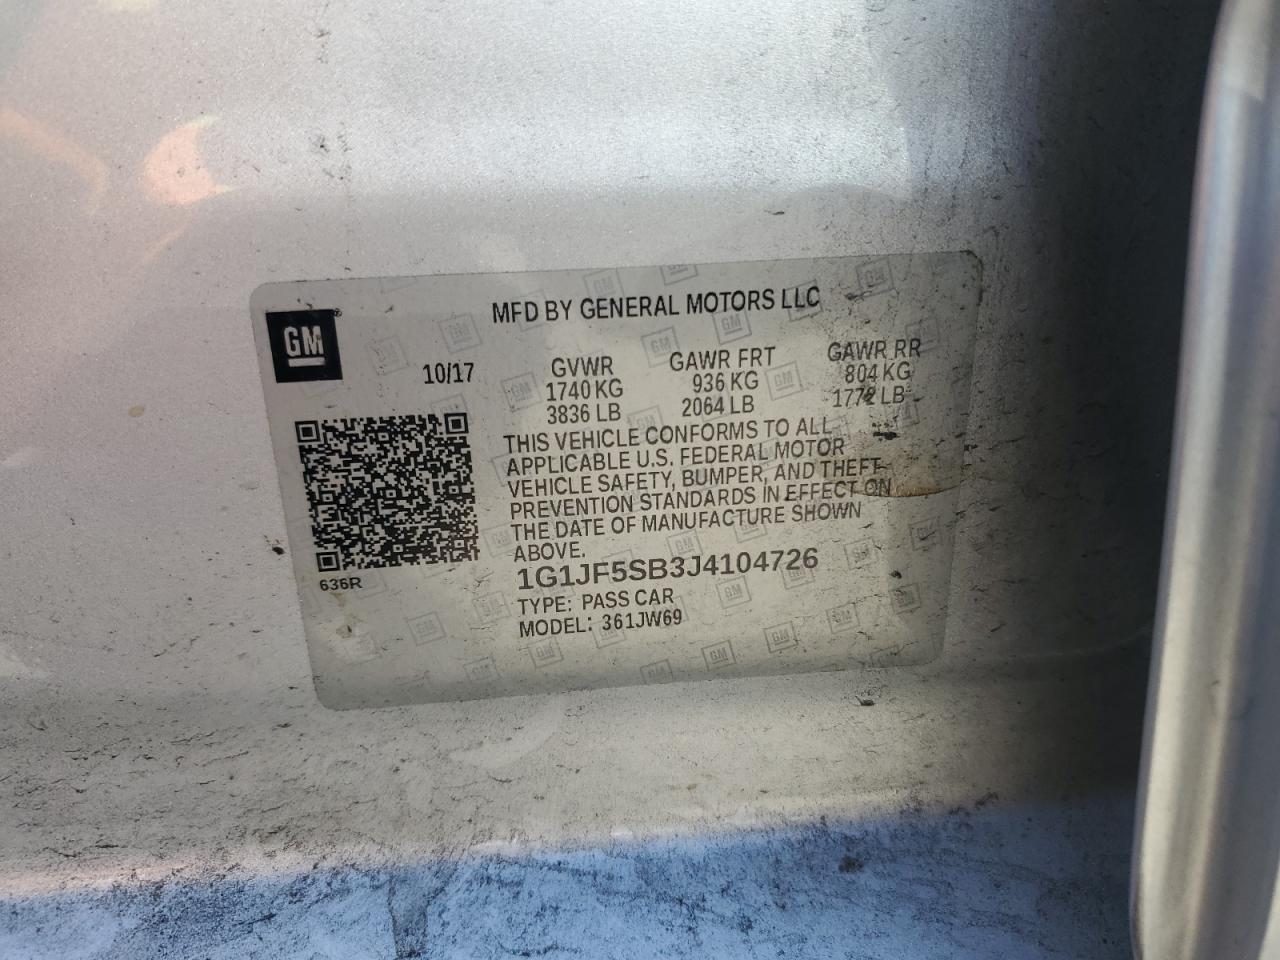 GM
MFD BY GENERAL MOTORS LLC
10/17
GVWR GAWR FRT GAWR RR
1740 KG 936 KG 804 KG
3836 LB 2064 LB 1772 LB
THIS VEHICLE CONFORMS TO ALL
APPLICABLE U.S. FEDERAL MOTOR
VEHICLE SAFETY, BUMPER, AND THEFT
PREVENTION STANDARDS IN EFFECT ON
THE DATE OF MANUFACTURE SHOWN
ABOVE.
636R
1G1JF5SB3J4104726
TYPE: PASS CAR
MODEL: 361JW69